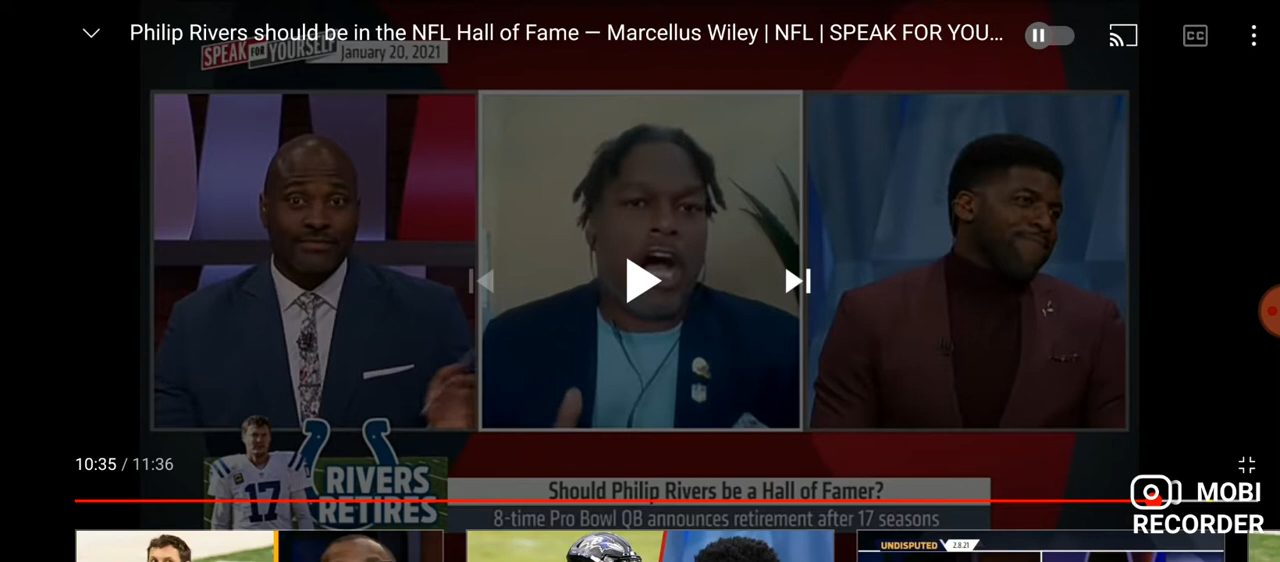 Philip Rivers should be in the NFL Hall of Fame — Marcellus Wiley | NFL | SPEAK FOR YOU...
CC
SPEAK FOR YOURSELF
January 20, 2021
10:35 / 11:36
17
RIVERS
RETIRES
Should Philip Rivers be a Hall of Famer?
8-time Pro Bowl QB announces retirement after 17 seasons
MOBI
RECORDER
UNDISPUTED 2.8.21